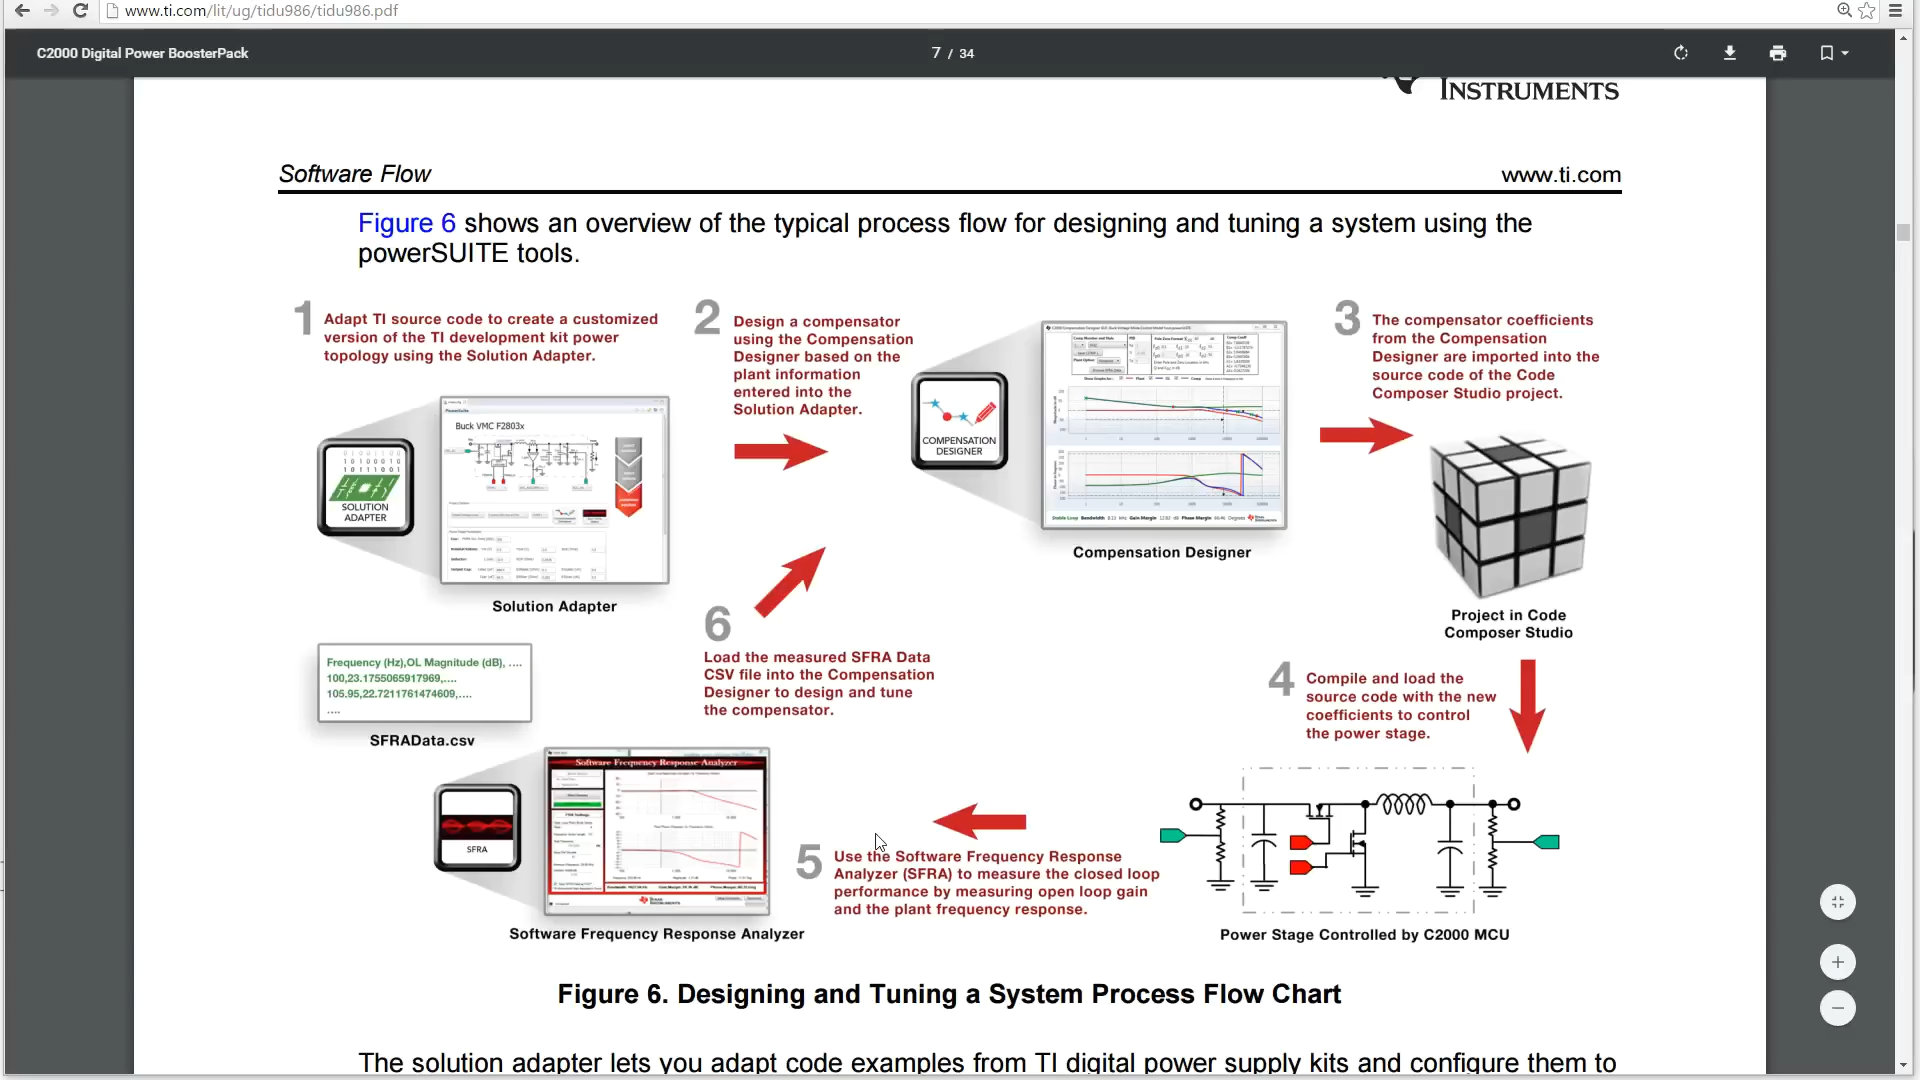 www.ti.com/lit/ug/tidu986/tidu986.pdf
C2000 Digital Power BoosterPack
7 / 34
INSTRUMENTS
Software Flow
www.ti.com
Figure 6 shows an overview of the typical process flow for designing and tuning a system using the
powerSUITE tools.
1
Adapt TI source code to create a customized
version of the TI development kit power
topology using the Solution Adapter.
2
Design a compensator
using the Compensation
Designer based on the
plant information
entered into the
Solution Adapter.
3
The compensator coefficients
from the Compensation
Designer are imported into the
source code of the Code
Composer Studio project.
SOLUTION
ADAPTER
Buck VMC F2803x
Solution Adapter
COMPENSATION
DESIGNER
Stable Loop Bandwidth
Gain Margin
Phase Margin
Degrees
Compensation Designer
Project in Code
Composer Studio
6
Load the measured SFRA Data
CSV file into the Compensation
Designer to design and tune
the compensator.
Frequency (Hz),OL Magnitude (dB), ....
100,23.1755065917969,....
105.95,22.7211761474609,....
....
SFRAData.csv
4
Compile and load the
source code with the new
coefficients to control
the power stage.
SFRA
Software Frequency Response Analyzer
Software Frequency Response Analyzer
5
Use the Software Frequency Response
Analyzer (SFRA) to measure the closed loop
performance by measuring open loop gain
and the plant frequency response.
Power Stage Controlled by C2000 MCU
Figure 6. Designing and Tuning a System Process Flow Chart
The solution adapter lets you adapt code examples from TI digital power supply kits and configure them to